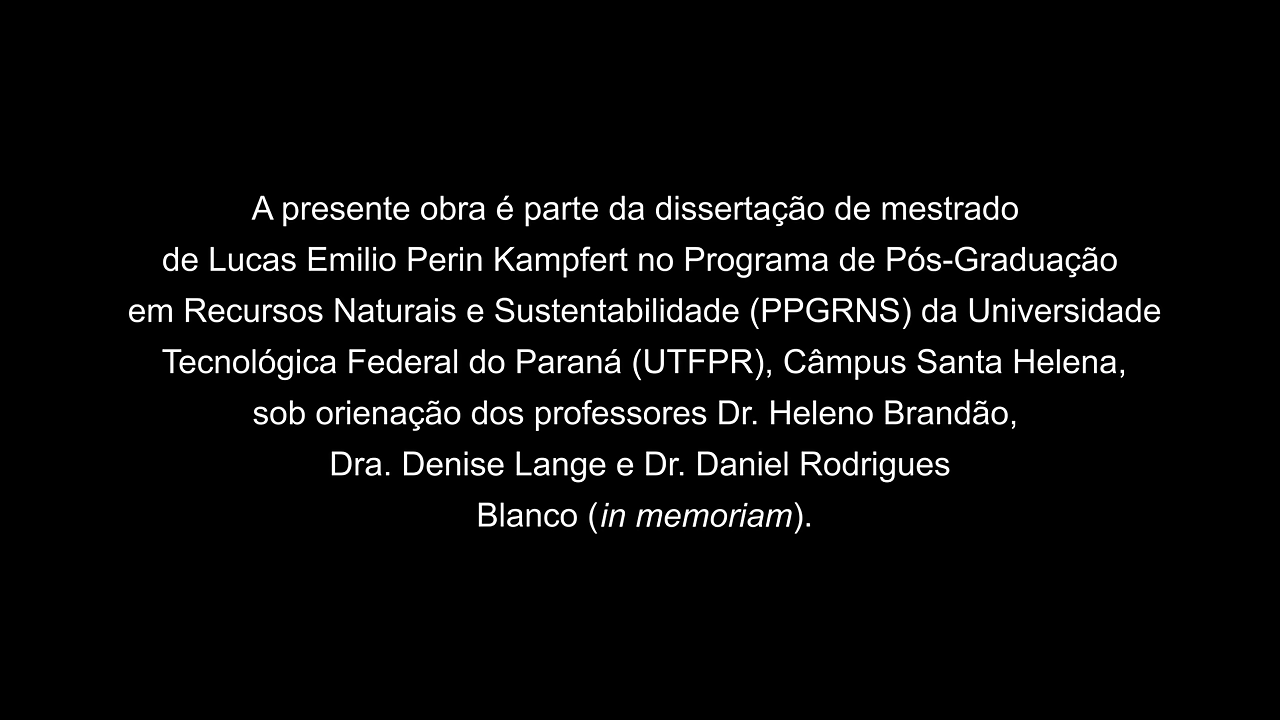 A presente obra é parte da dissertação de mestrado
de Lucas Emilio Perin Kampfert no Programa de Pós-Graduação
em Recursos Naturais e Sustentabilidade (PPGRNS) da Universidade
Tecnológica Federal do Paraná (UTFPR), Câmpus Santa Helena,
sob orienação dos professores Dr. Heleno Brandão,
Dra. Denise Lange e Dr. Daniel Rodrigues
Blanco (in memoriam).